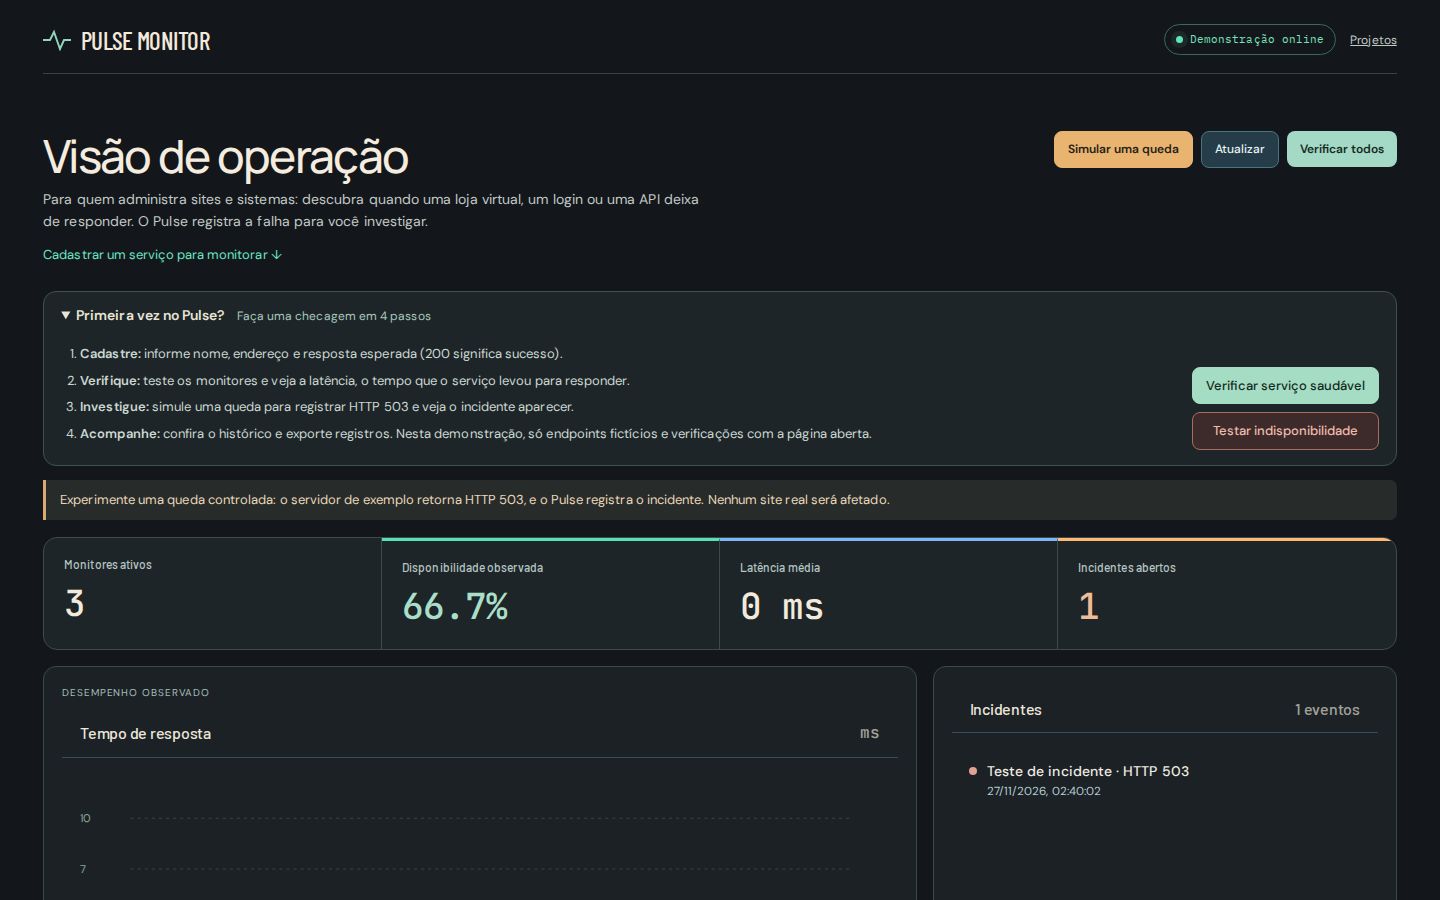 PULSE MONITOR
Demonstração online
Projetos
Visão de operação
Simular uma queda
Atualizar
Verificar todos
Para quem administra sites e sistemas: descubra quando uma loja virtual, um login ou uma API deixa
de responder. O Pulse registra a falha para você investigar.
Cadastrar um serviço para monitorar ↓
▼ Primeira vez no Pulse? Faça uma checagem em 4 passos
1. Cadastre: informe nome, endereço e resposta esperada (200 significa sucesso).
2. Verifique: teste os monitores e veja a latência, o tempo que o serviço levou para responder.
3. Investigue: simule uma queda para registrar HTTP 503 e veja o incidente aparecer.
4. Acompanhe: confira o histórico e exporte registros. Nesta demonstração, só endpoints fictícios e verificações com a página aberta.
Verificar serviço saudável
Testar indisponibilidade
Experimente uma queda controlada: o servidor de exemplo retorna HTTP 503, e o Pulse registra o incidente. Nenhum site real será afetado.
Monitores ativos
3
Disponibilidade observada
66.7%
Latência média
0 ms
Incidentes abertos
1
DESEMPENHO OBSERVADO
Tempo de resposta
ms
10
7
Incidentes
1 eventos
Teste de incidente · HTTP 503
27/11/2026, 02:40:02